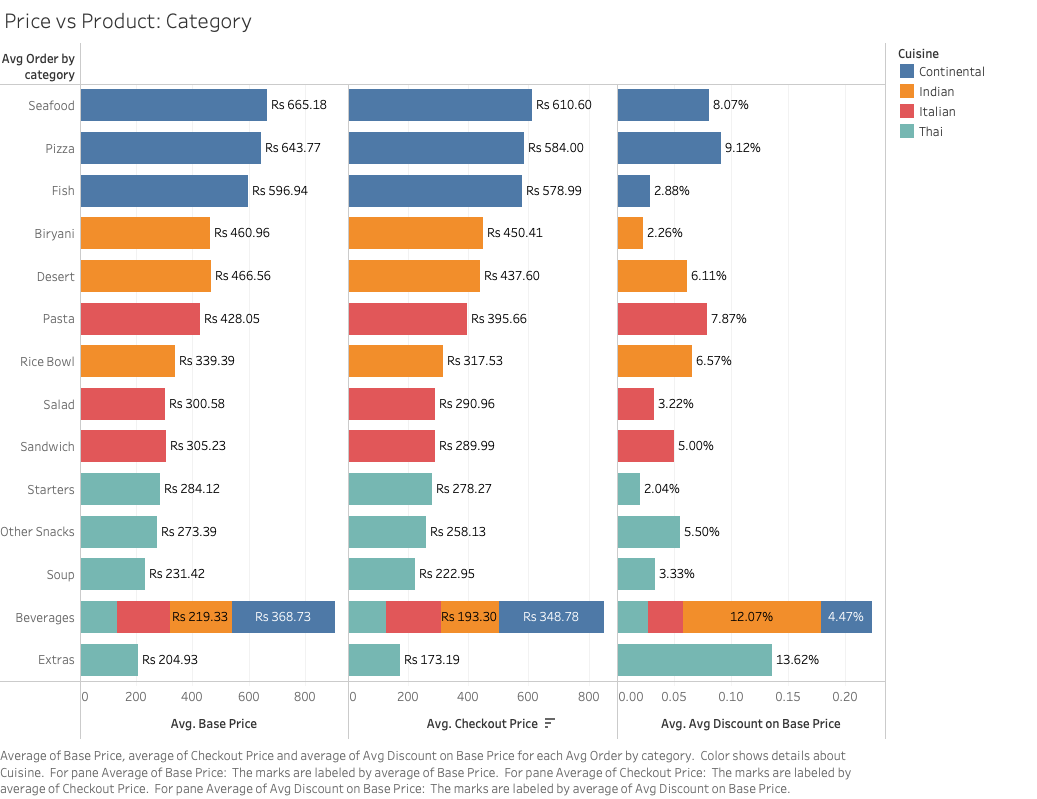 Price vs Product: Category
Avg Order by
category
Cuisine
Continental
Indian
Italian
Thai
Seafood Rs 665.18 Rs 610.60 8.07%
Pizza Rs 643.77 Rs 584.00 9.12%
Fish Rs 596.94 Rs 578.99 2.88%
Biryani Rs 460.96 Rs 450.41 2.26%
Desert Rs 466.56 Rs 437.60 6.11%
Pasta Rs 428.05 Rs 395.66 7.87%
Rice Bowl Rs 339.39 Rs 317.53 6.57%
Salad Rs 300.58 Rs 290.96 3.22%
Sandwich Rs 305.23 Rs 289.99 5.00%
Starters Rs 284.12 Rs 278.27 2.04%
Other Snacks Rs 273.39 Rs 258.13 5.50%
Soup Rs 231.42 Rs 222.95 3.33%
Beverages Rs 219.33 Rs 368.73 Rs 193.30 Rs 348.78 12.07% 4.47%
Extras Rs 204.93 Rs 173.19 13.62%
0 200 400 600 800 0 200 400 600 800 0.00 0.05 0.10 0.15 0.20
Avg. Base Price Avg. Checkout Price Avg. Avg Discount on Base Price
Average of Base Price, average of Checkout Price and average of Avg Discount on Base Price for each Avg Order by category. Color shows details about
Cuisine. For pane Average of Base Price: The marks are labeled by average of Base Price. For pane Average of Checkout Price: The marks are labeled by
average of Checkout Price. For pane Average of Avg Discount on Base Price: The marks are labeled by average of Avg Discount on Base Price.